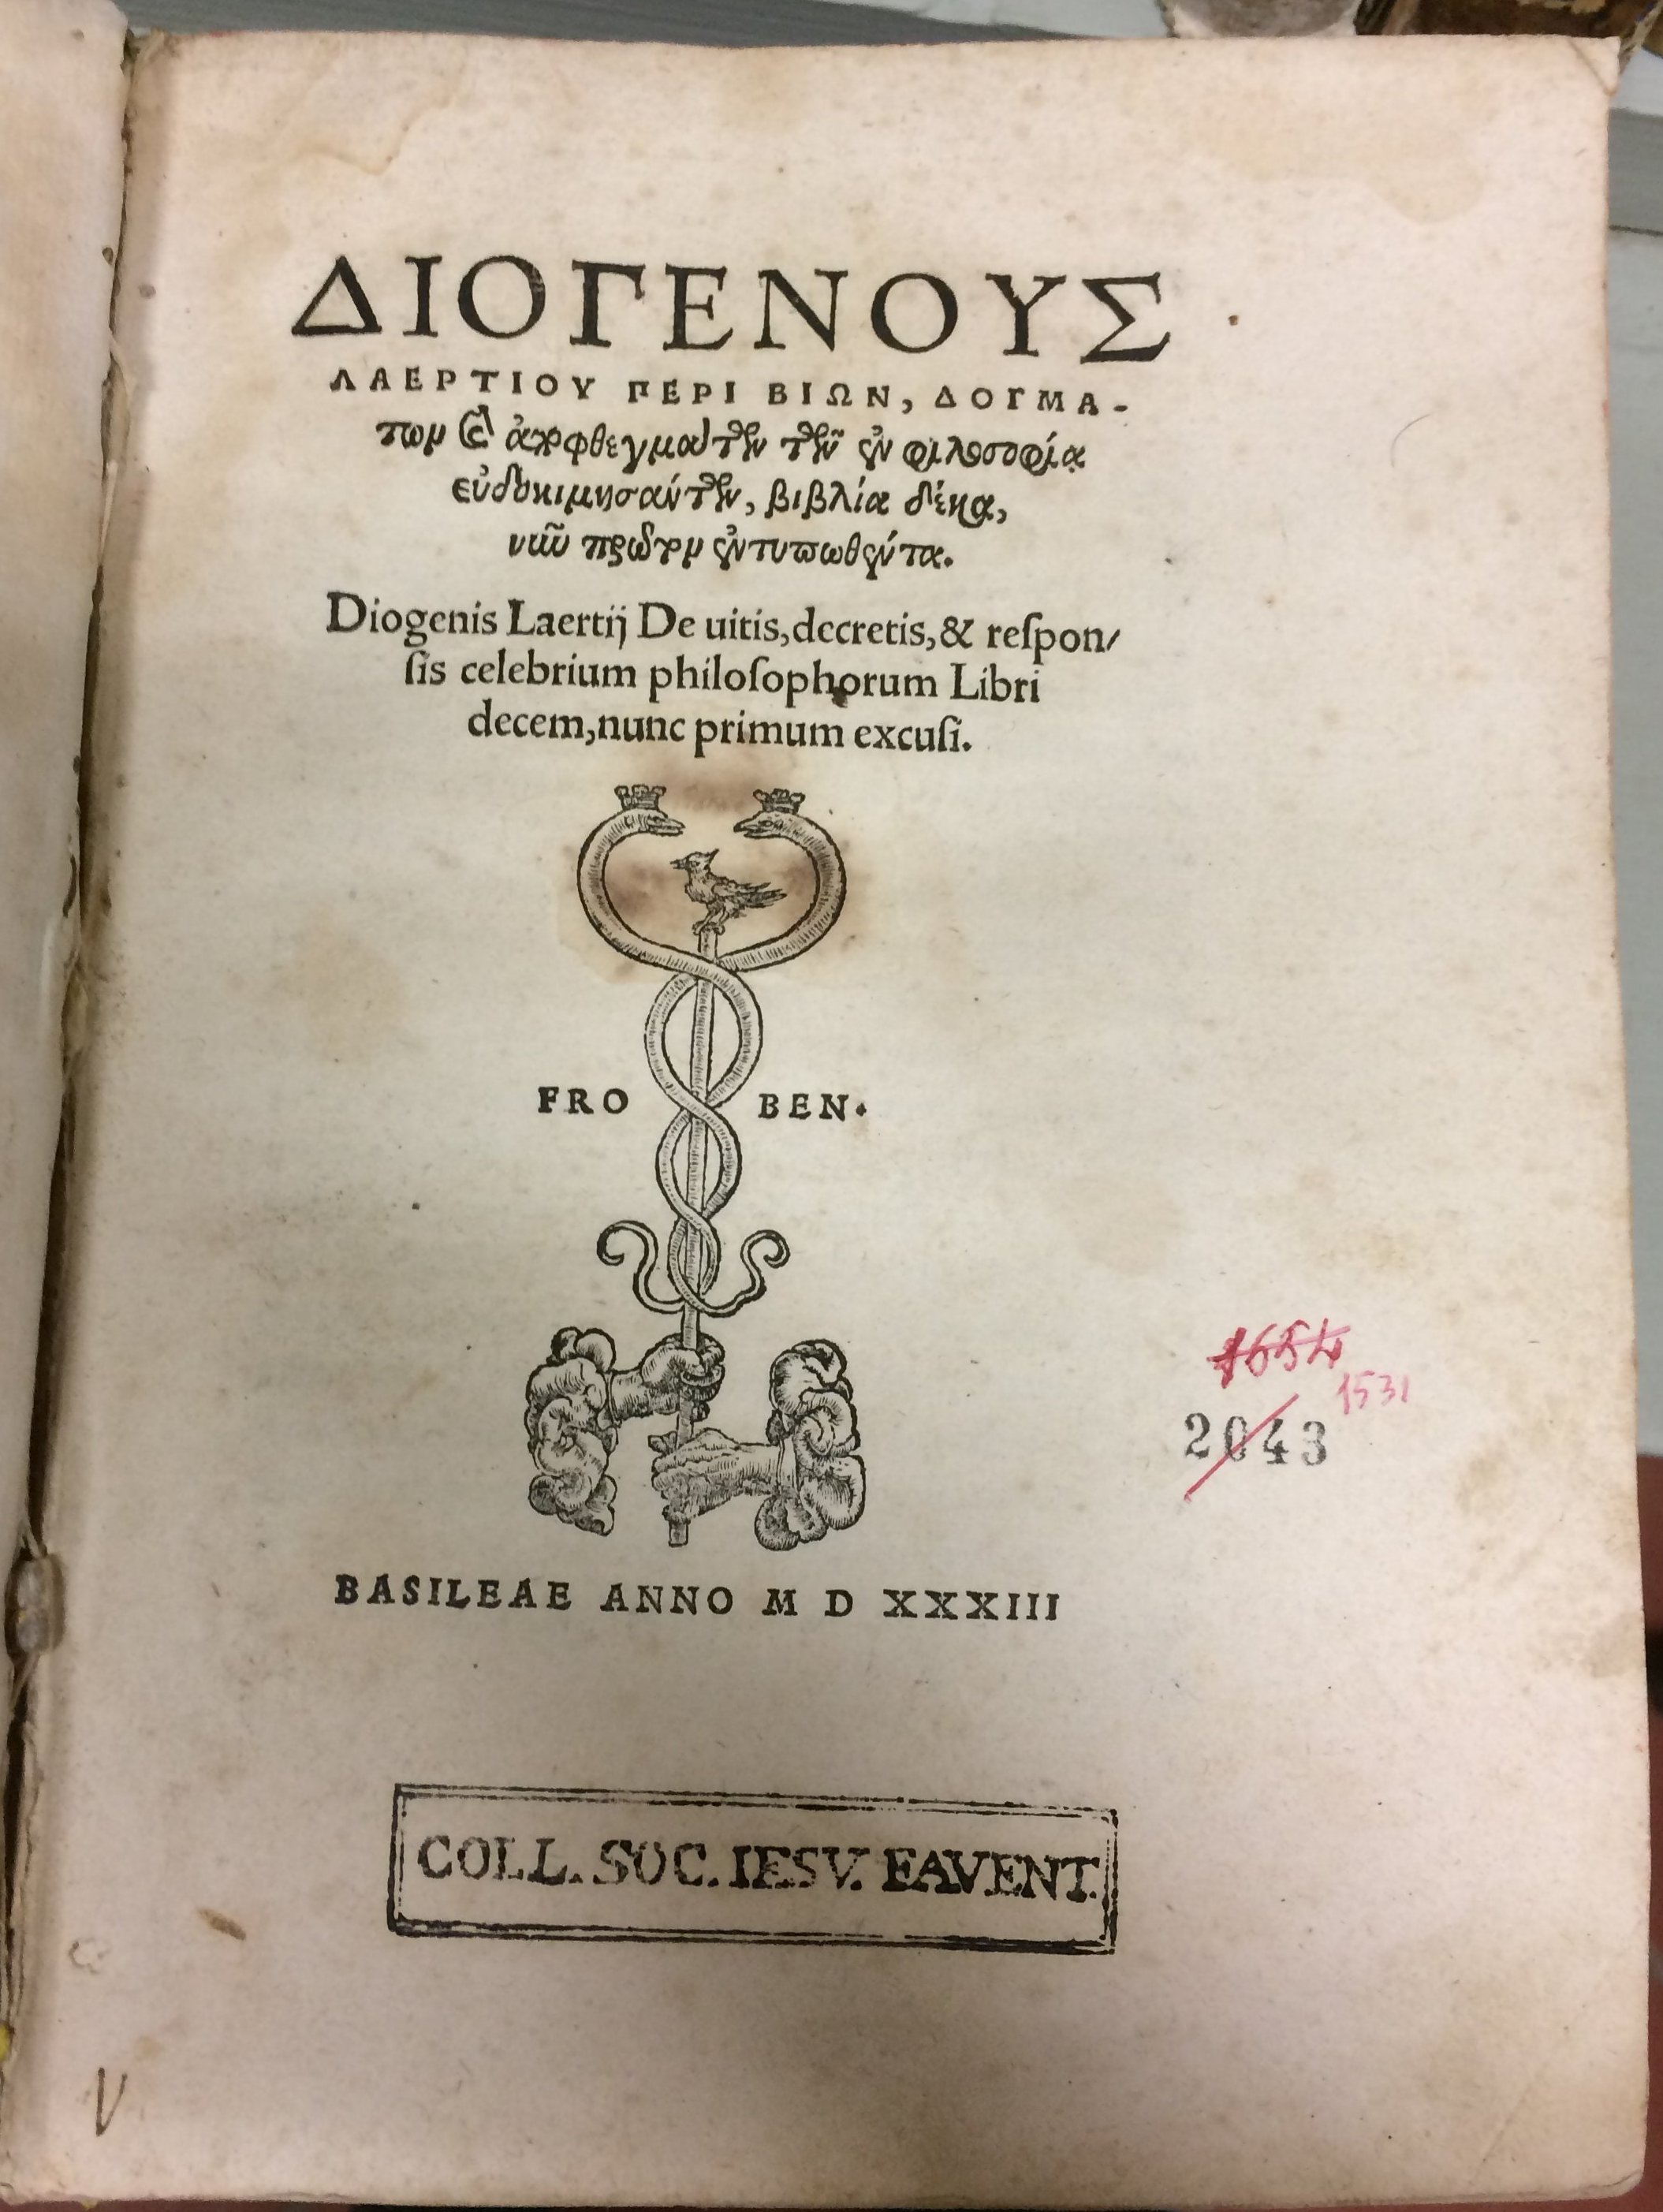 ΔΙΟΓΕΝΟΥΣ
ΛΑΕΡΤΙΟΥ ΠΕΡΙ ΒΙΩΝ, ΔΟΓΜΑ-
των καὶ ἀποφθεγμάτων τῶν ἐν φιλοσοφίᾳ
εὐδοκιμησάντων, βιβλία δέκα,
νῦν πρῶτον ἐντυπωθέντα.
Diogenis Laertij De uitis, decretis, & reſpon/
ſis celebrium philoſophorum Libri
decem, nunc primum excuſi.
FRO BEN.
1654
1531
2043
BASILEAE ANNO M D XXXIII
COLL. SOC. IESV. FAVENT.
V